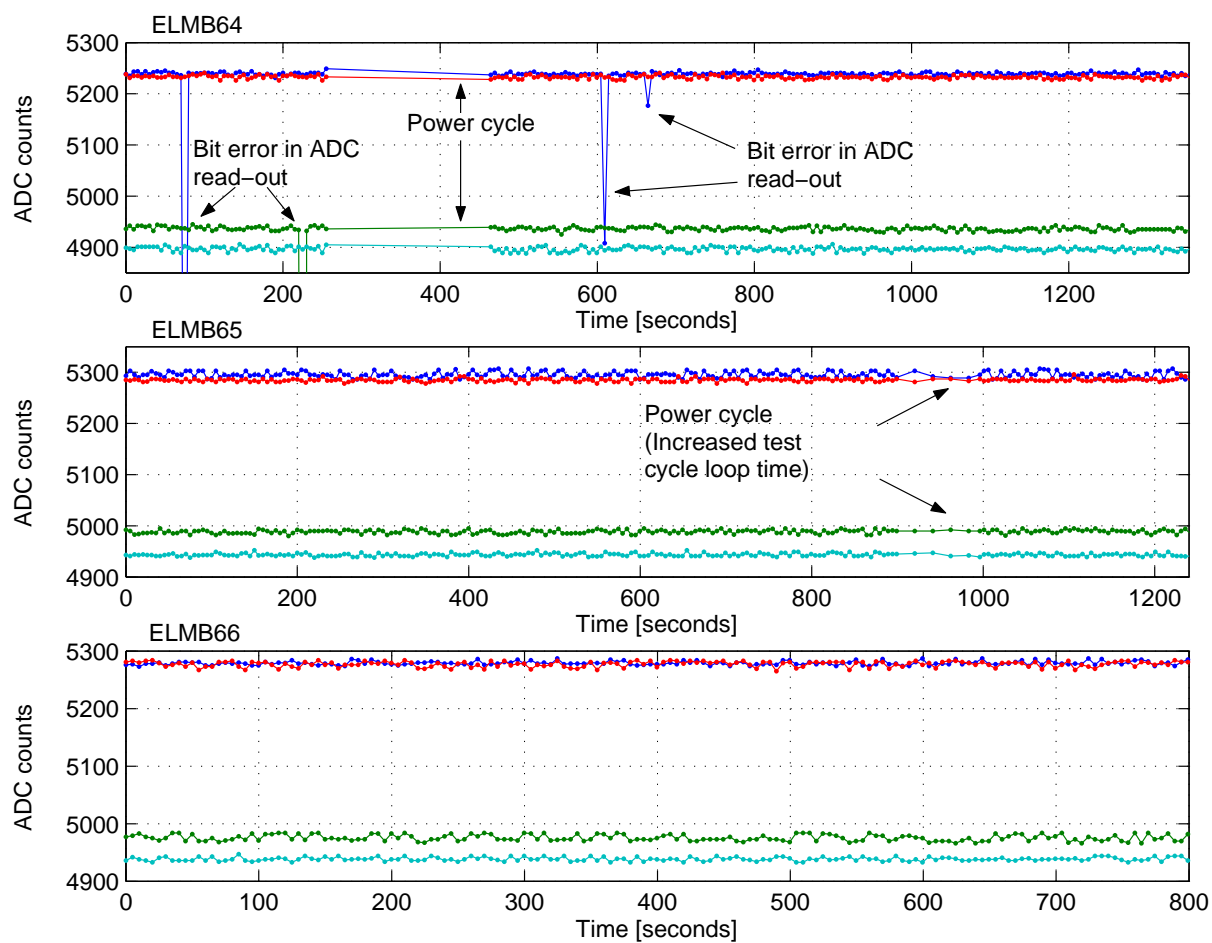 ELMB64
5300
5200
5100
5000
4900
ADC counts
Power cycle
Bit error in ADC
read−out
Bit error in ADC
read−out
0 200 400 600 800 1000 1200
Time [seconds]
ELMB65
5300
5200
5100
5000
4900
ADC counts
Power cycle
(Increased test
cycle loop time)
0 200 400 600 800 1000 1200
Time [seconds]
ELMB66
5300
5200
5100
5000
4900
ADC counts
0 100 200 300 400 500 600 700 800
Time [seconds]